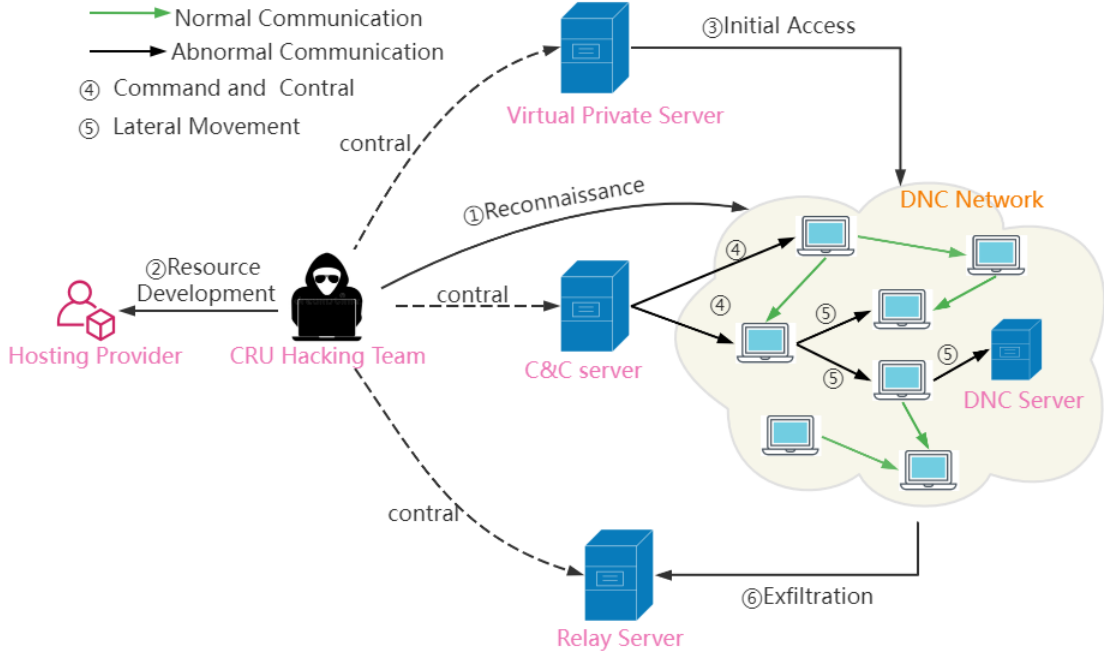 Normal Communication
Abnormal Communication
④ Command and Contral
⑤ Lateral Movement
③Initial Access
Virtual Private Server
contral
①Reconnaissance
DNC Network
②Resource
Development
contral
④
④
⑤
⑤
⑤
Hosting Provider
CRU Hacking Team
C&C server
DNC Server
contral
⑥Exfiltration
Relay Server